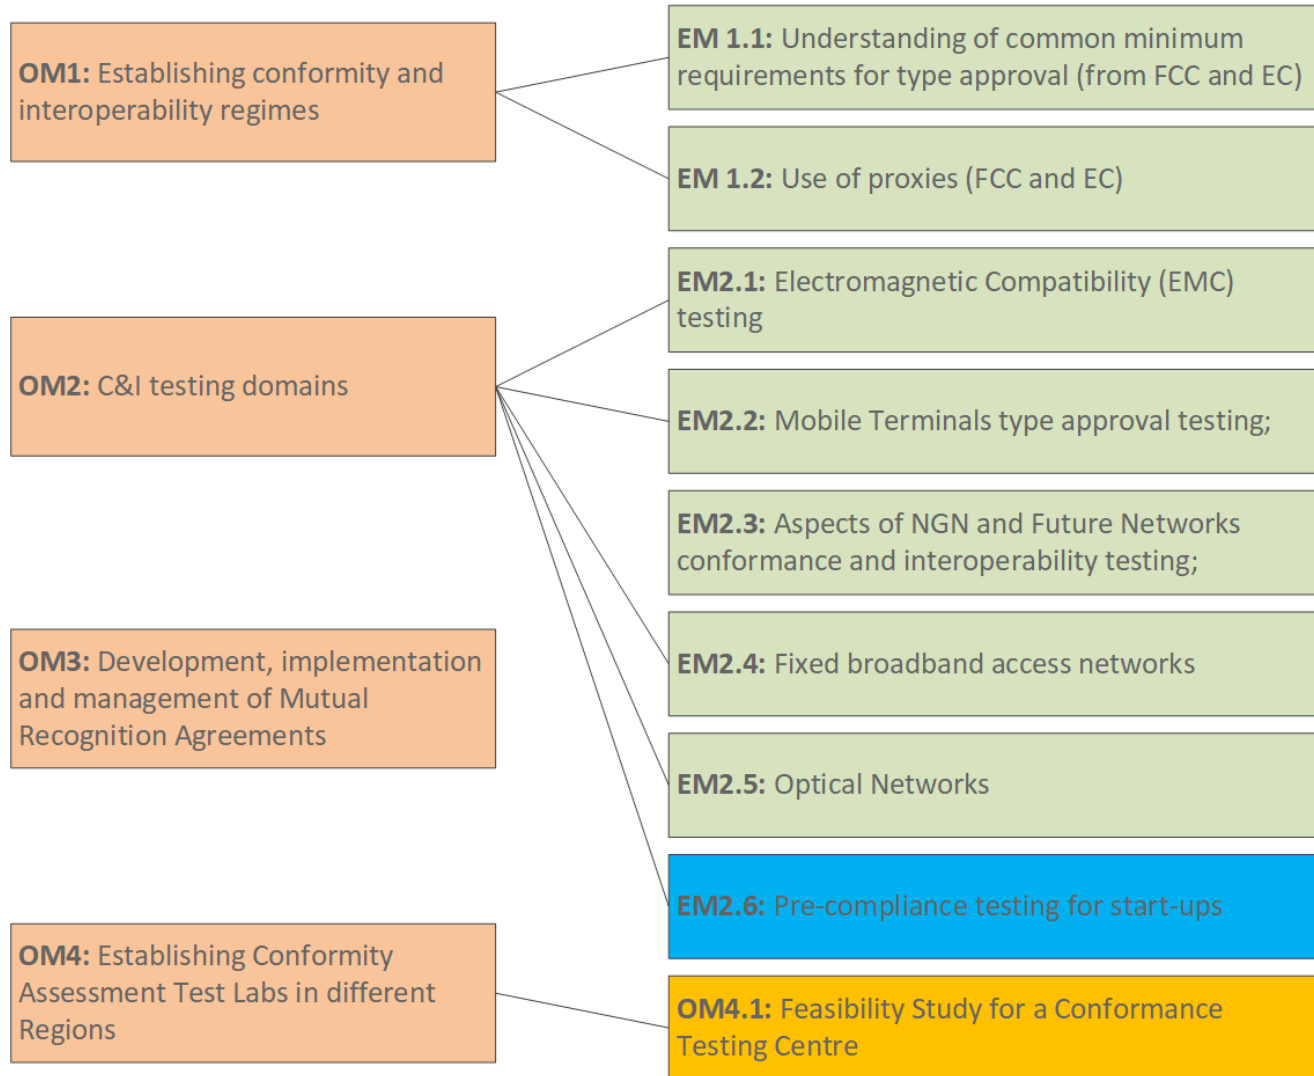 OM1: Establishing conformity and
interoperability regimes
OM2: C&I testing domains
OM3: Development, implementation
and management of Mutual
Recognition Agreements
OM4: Establishing Conformity
Assessment Test Labs in different
Regions
EM 1.1: Understanding of common minimum
requirements for type approval (from FCC and EC)
EM 1.2: Use of proxies (FCC and EC)
EM2.1: Electromagnetic Compatibility (EMC)
testing
EM2.2: Mobile Terminals type approval testing;
EM2.3: Aspects of NGN and Future Networks
conformance and interoperability testing;
EM2.4: Fixed broadband access networks
EM2.5: Optical Networks
EM2.6: Pre-compliance testing for start-ups
OM4.1: Feasibility Study for a Conformance
Testing Centre